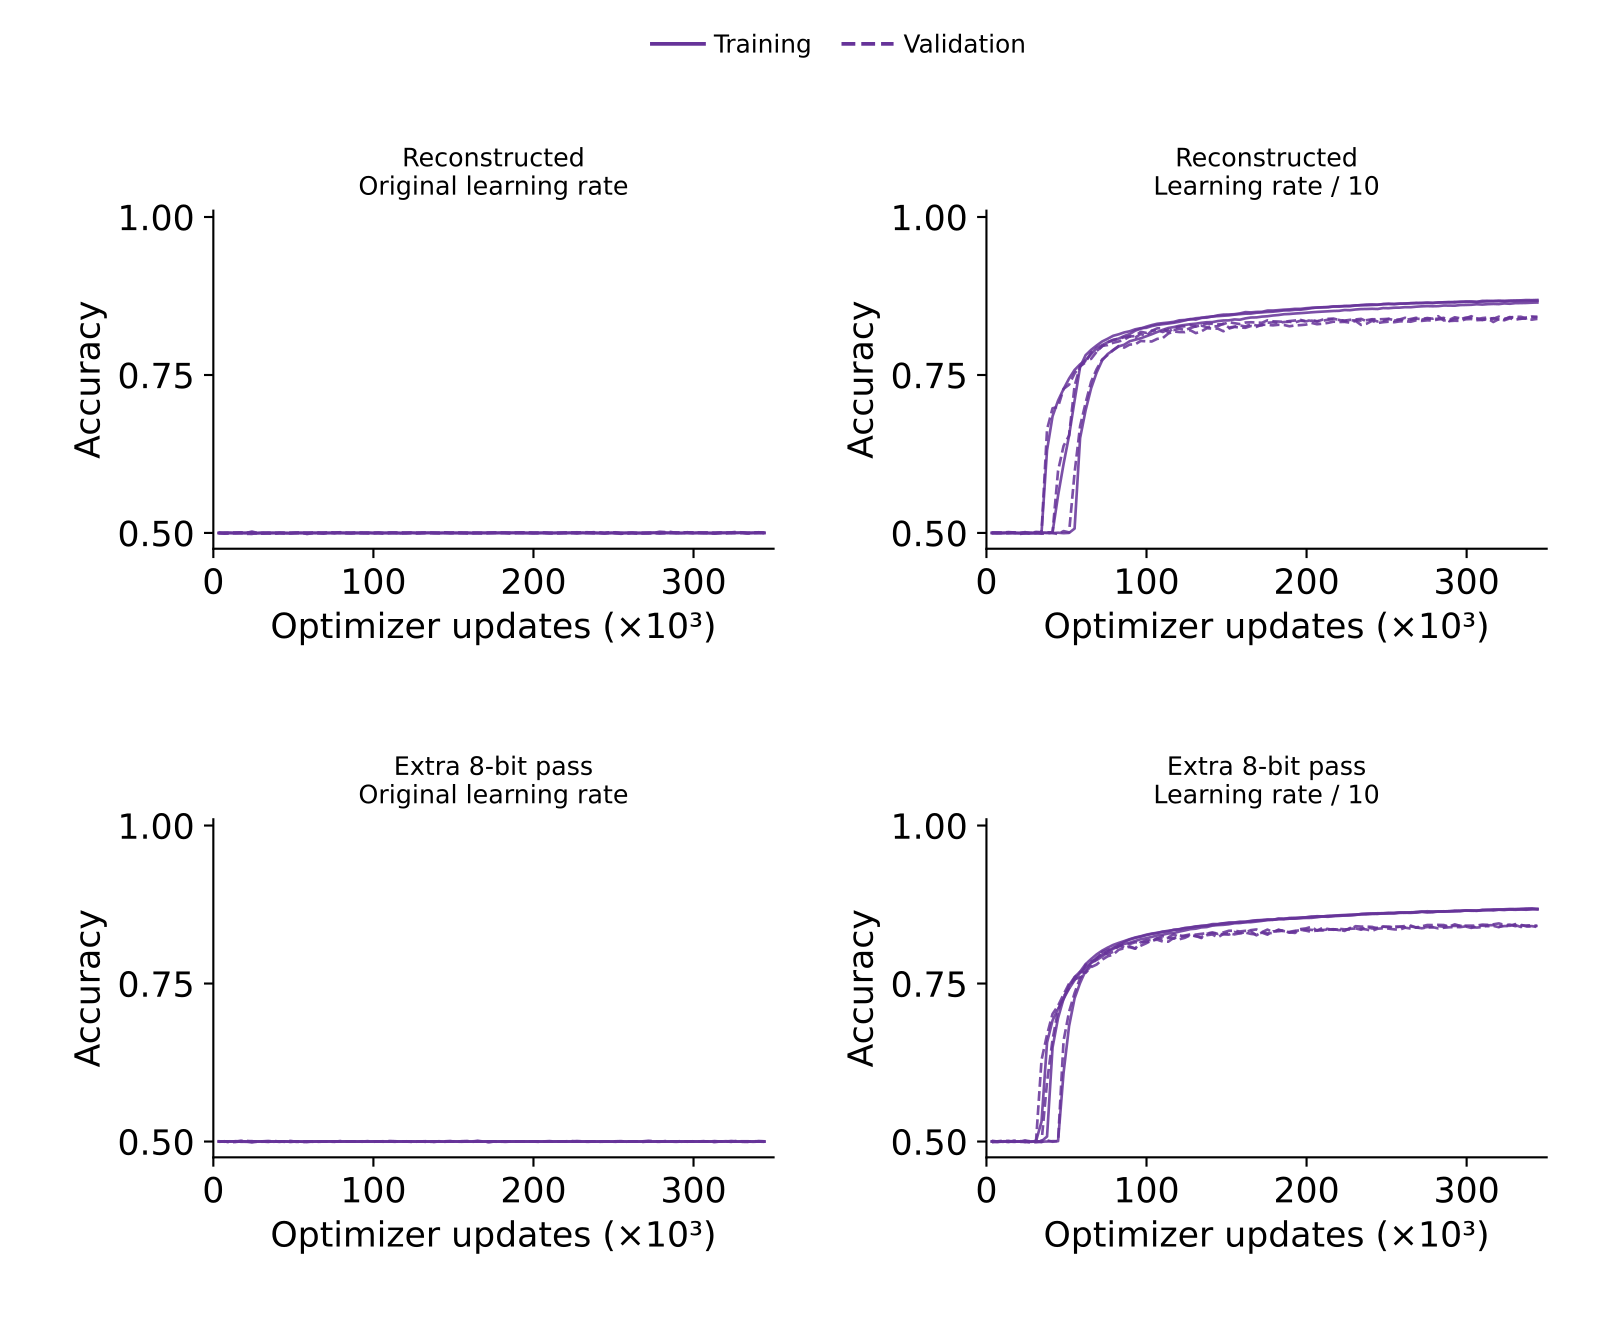 Training Validation
Reconstructed
Original learning rate
1.00
0.75
0.50
Accuracy
0 100 200 300
Optimizer updates (×10³)
Reconstructed
Learning rate / 10
1.00
0.75
0.50
Accuracy
0 100 200 300
Optimizer updates (×10³)
Extra 8-bit pass
Original learning rate
1.00
0.75
0.50
Accuracy
0 100 200 300
Optimizer updates (×10³)
Extra 8-bit pass
Learning rate / 10
1.00
0.75
0.50
Accuracy
0 100 200 300
Optimizer updates (×10³)